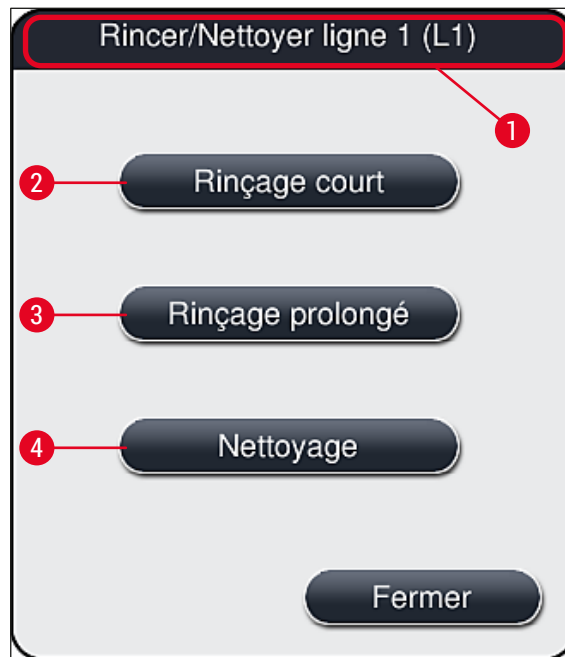 Rincer/Nettoyer ligne 1 (L1)
1
2
Rinçage court
3
Rinçage prolongé
4
Nettoyage
Fermer